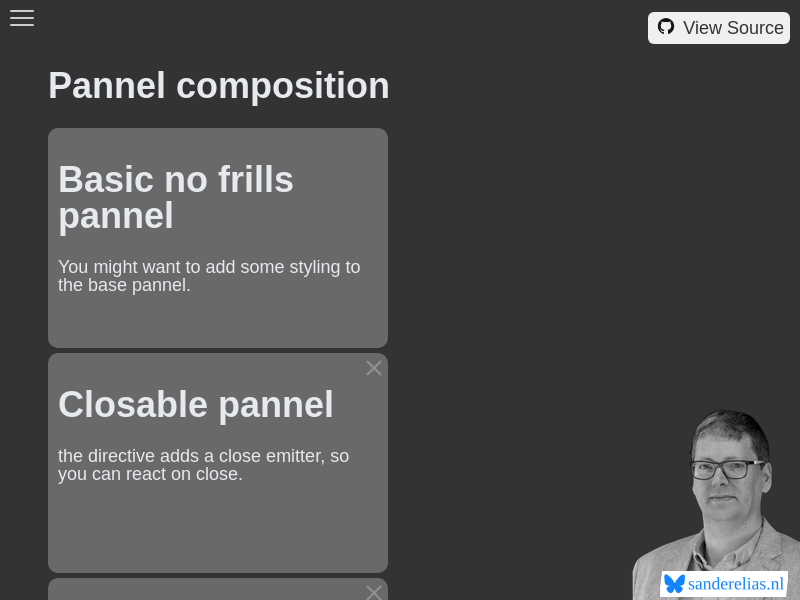 View Source
Pannel composition
Basic no frills
pannel
You might want to add some styling to
the base pannel.
Closable pannel
the directive adds a close emitter, so
you can react on close.
sanderelias.nl